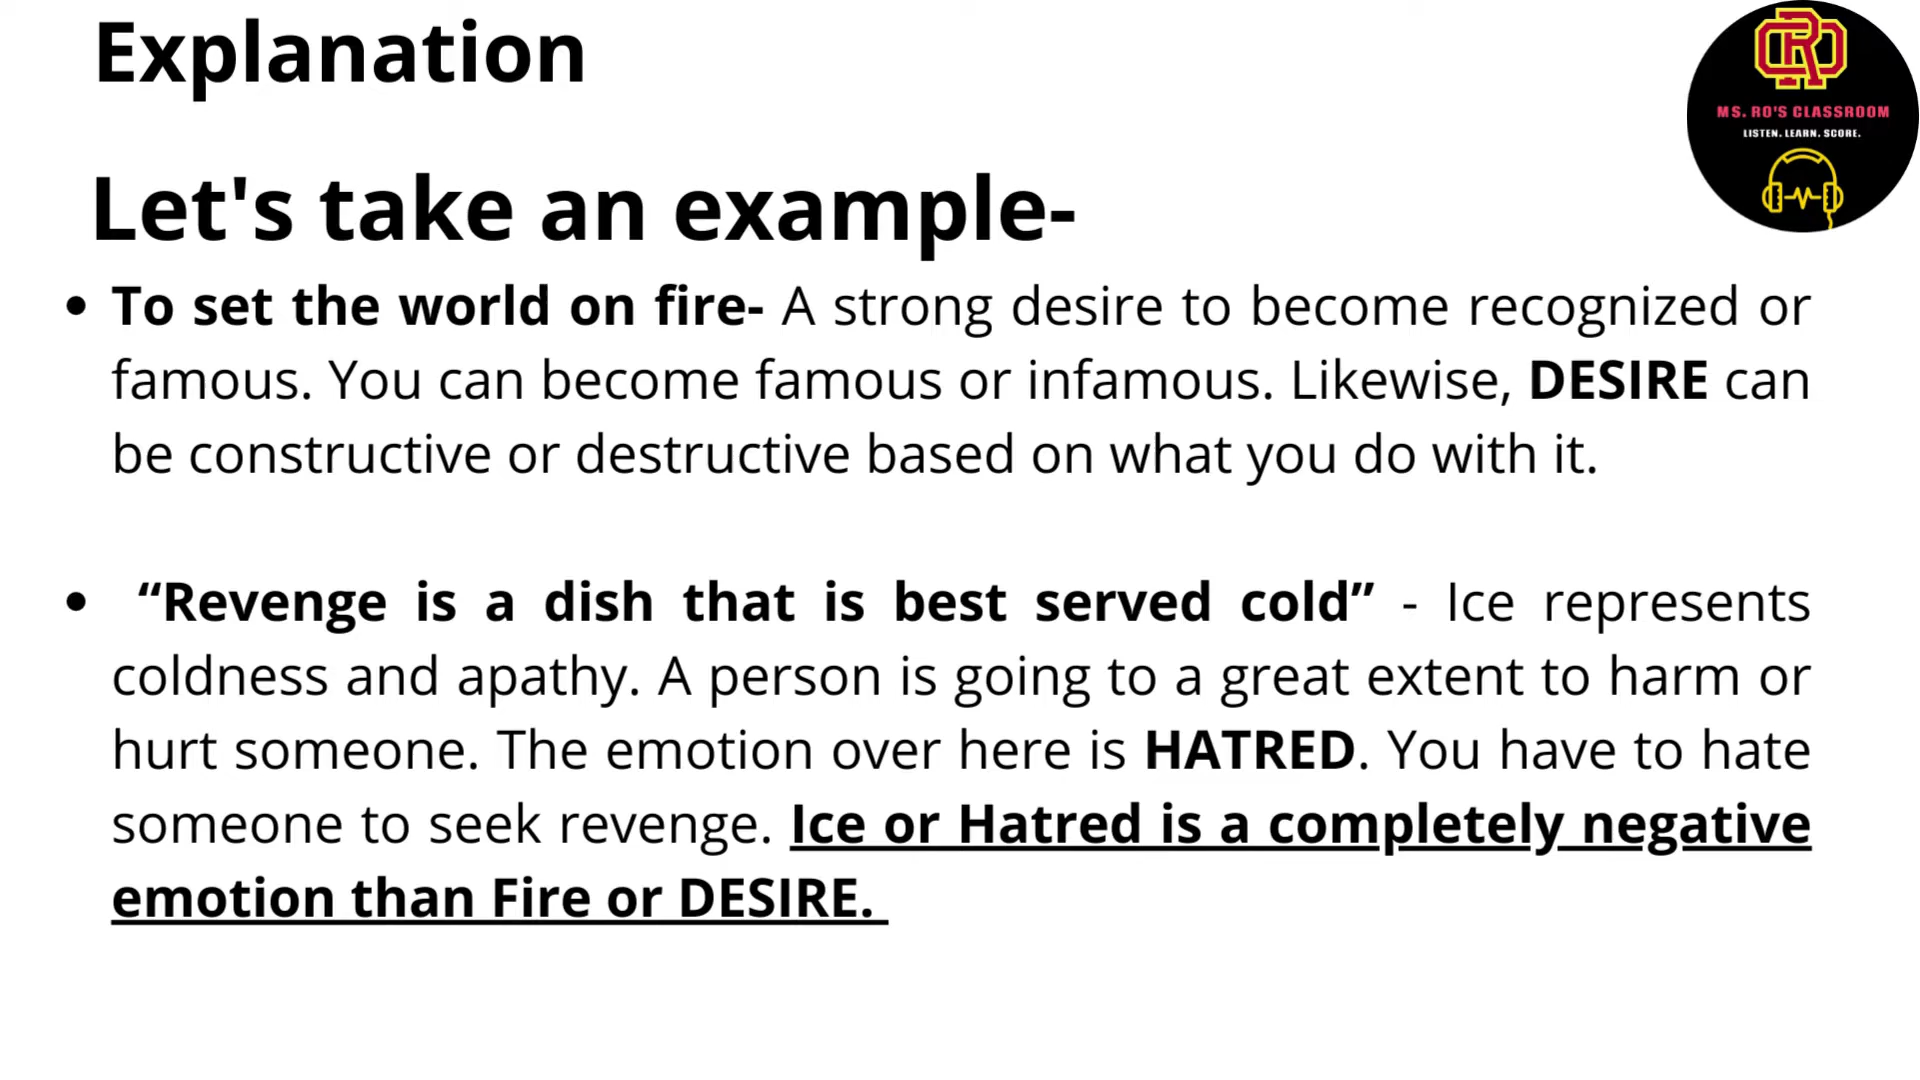 Explanation
MS. RO'S CLASSROOM
LISTEN. LEARN. SCORE.
Let's take an example-
• To set the world on fire- A strong desire to become recognized or
famous. You can become famous or infamous. Likewise, DESIRE can
be constructive or destructive based on what you do with it.
• “Revenge is a dish that is best served cold” - Ice represents
coldness and apathy. A person is going to a great extent to harm or
hurt someone. The emotion over here is HATRED. You have to hate
someone to seek revenge. Ice or Hatred is a completely negative
emotion than Fire or DESIRE.